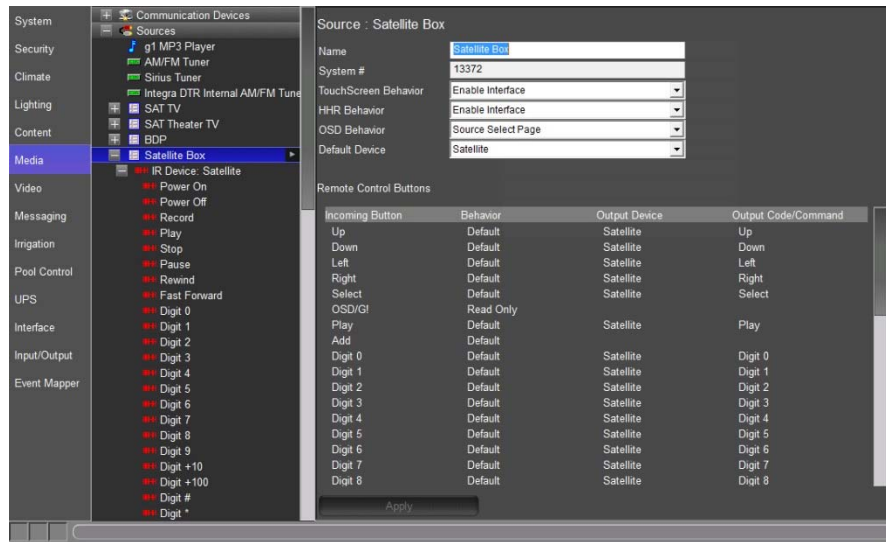 System
Security
Climate
Lighting
Content
Media
Video
Messaging
Irrigation
Pool Control
UPS
Interface
Input/Output
Event Mapper
Communication Devices
Sources
g1 MP3 Player
AM/FM Tuner
Sirius Tuner
Integra DTR Internal AM/FM Tune
SAT TV
SAT Theater TV
BDP
Satellite Box
IR Device: Satellite
Power On
Power Off
Record
Play
Stop
Pause
Rewind
Fast Forward
Digit 0
Digit 1
Digit 2
Digit 3
Digit 4
Digit 5
Digit 6
Digit 7
Digit 8
Digit 9
Digit +10
Digit +100
Digit #
Digit *
Source : Satellite Box
Name Satellite Box
System # 13372
TouchScreen Behavior Enable Interface
HHR Behavior Enable Interface
OSD Behavior Source Select Page
Default Device Satellite
Remote Control Buttons
Incoming Button Behavior Output Device Output Code/Command
Up Default Satellite Up
Down Default Satellite Down
Left Default Satellite Left
Right Default Satellite Right
Select Default Satellite Select
OSD/G! Read Only
Play Default Satellite Play
Add Default
Digit 0 Default Satellite Digit 0
Digit 1 Default Satellite Digit 1
Digit 2 Default Satellite Digit 2
Digit 3 Default Satellite Digit 3
Digit 4 Default Satellite Digit 4
Digit 5 Default Satellite Digit 5
Digit 6 Default Satellite Digit 6
Digit 7 Default Satellite Digit 7
Digit 8 Default Satellite Digit 8
Apply